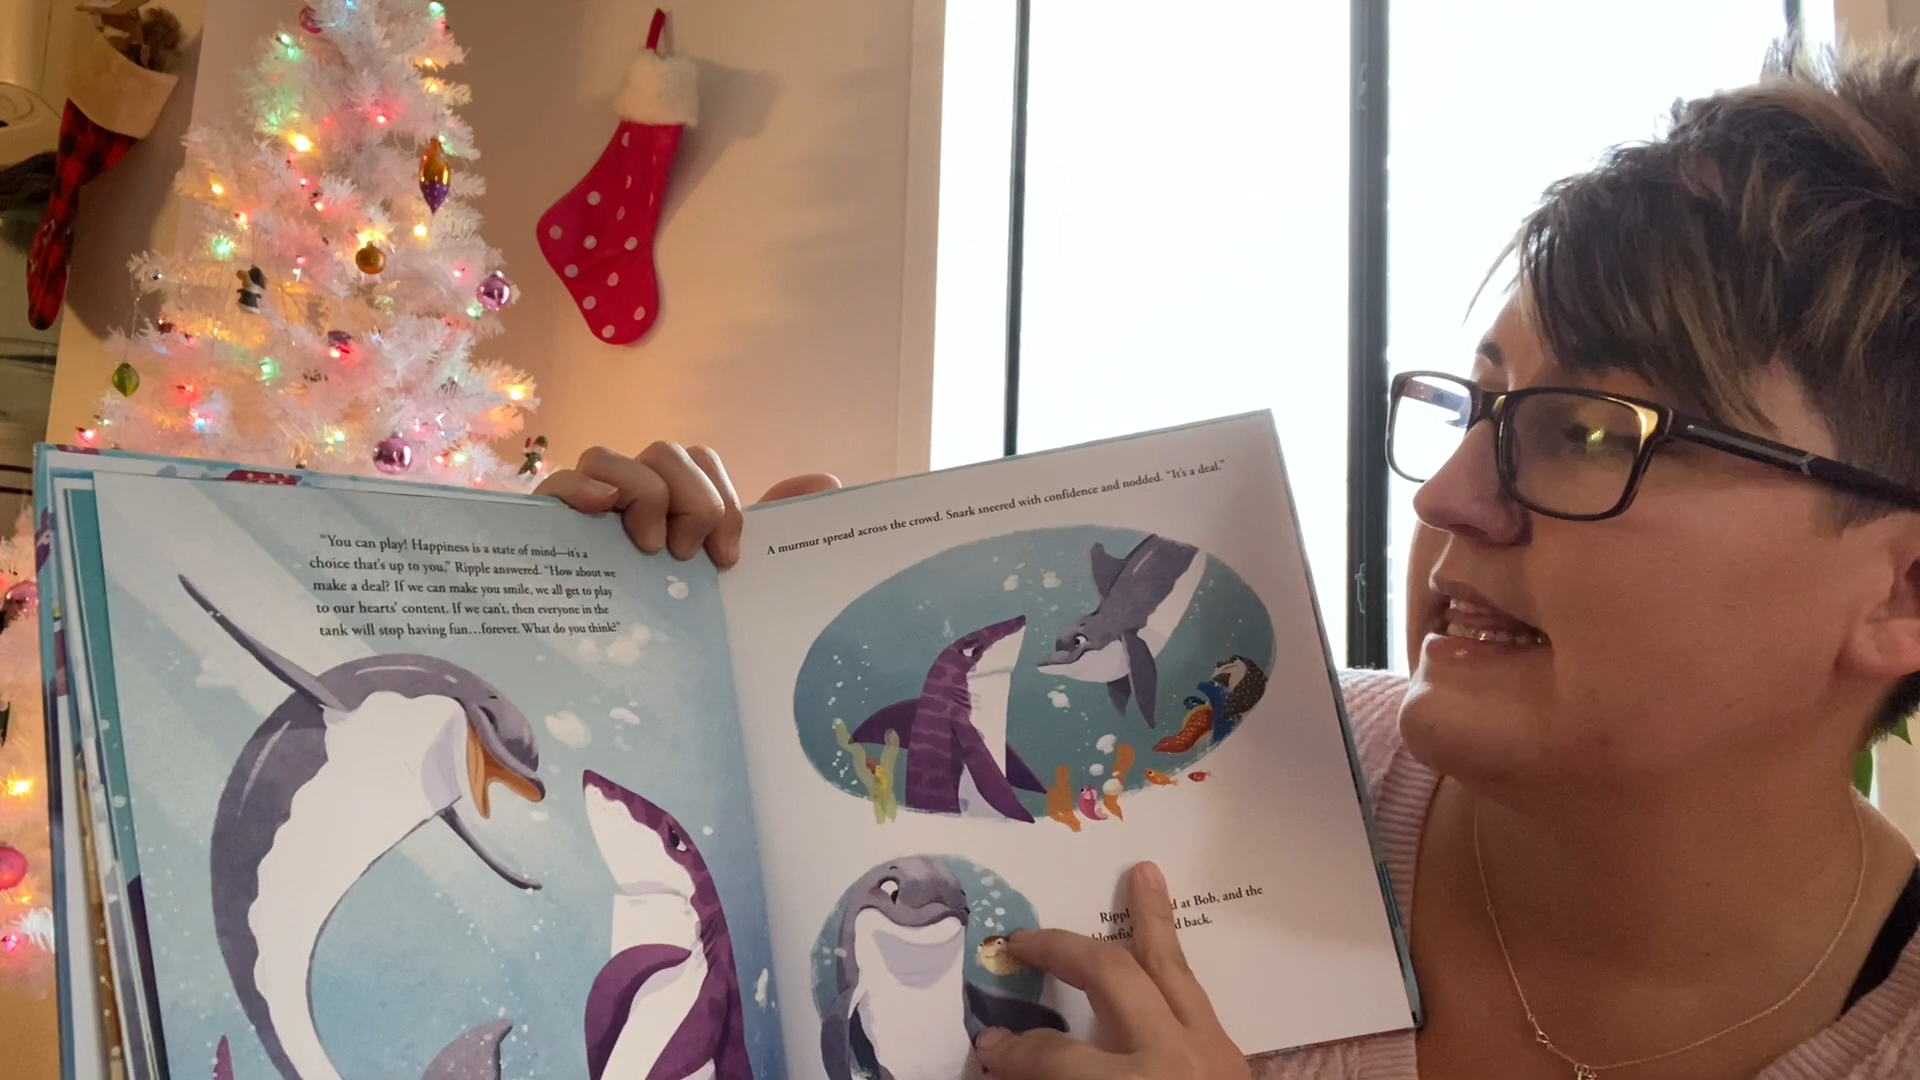 "You can play! Happiness is a state of mind—it's a
choice that's up to you," Ripple answered. "How about we
make a deal? If we can make you smile, we all get to play
to our hearts' content. If we can't, then everyone in the
tank will stop having fun...forever. What do you think?"
A murmur spread across the crowd. Snark sneered with confidence and nodded. "It's a deal."
at Bob, and the
back.